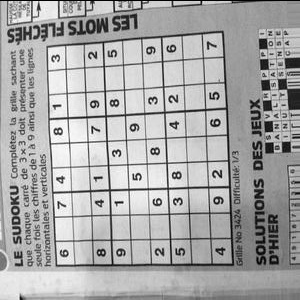 LES MOTS FLÉCHÉS
LE SUDOKU Complétez la grille sachant
que chaque carré de 3 x 3 doit présenter une
seule fois les chiffres de 1 à 9 ainsi que les lignes
horizontales et verticales
6 7 4 8 1 3
8 4 1 7 9 2
9 1 3 8 5
5 9
2 6 8 3 9
5 3 8 4 2 6
4 9 2 6 5 7
Grille No 3424 Difficulté: 1/3
SOLUTIONS DES JEUX
D'HIER
BANALISATION